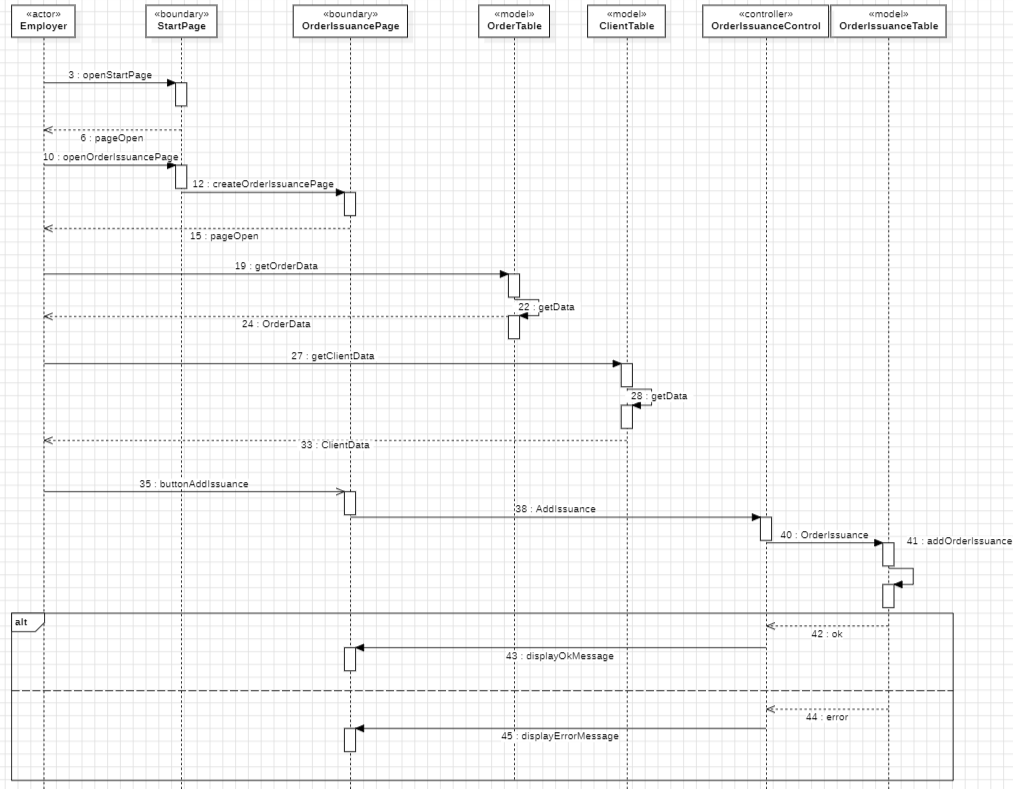 «actor»
Employer
«boundary»
StartPage
«boundary»
OrderIssuancePage
«model»
OrderTable
«model»
ClientTable
«controller»
OrderIssuanceControl
«model»
OrderIssuanceTable
3 : openStartPage
6 : pageOpen
10 : openOrderIssuancePage
12 : createOrderIssuancePage
15 : pageOpen
19 : getOrderData
22 : getData
24 : OrderData
27 : getClientData
28 : getData
33 : ClientData
35 : buttonAddIssuance
38 : AddIssuance
40 : OrderIssuance
41 : addOrderIssuance
alt
42 : ok
43 : displayOkMessage
44 : error
45 : displayErrorMessage